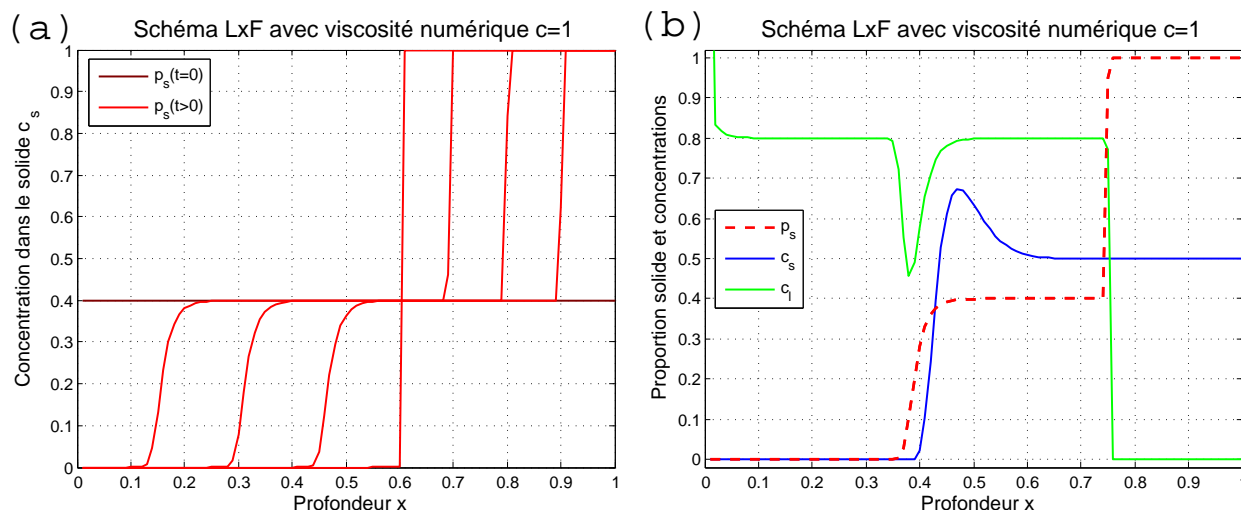 (a)
Schéma LxF avec viscosité numérique c=1
Concentration dans le solide c_s
1
0.9
0.8
0.7
0.6
0.5
0.4
0.3
0.2
0.1
0
p_s(t=0)
p_s(t>0)
0 0.1 0.2 0.3 0.4 0.5 0.6 0.7 0.8 0.9 1
Profondeur x
(b)
Schéma LxF avec viscosité numérique c=1
Proportion solide et concentrations
1
0.9
0.8
0.7
0.6
0.5
0.4
0.3
0.2
0.1
0
p_s
c_s
c_l
0 0.1 0.2 0.3 0.4 0.5 0.6 0.7 0.8 0.9 1
Profondeur x